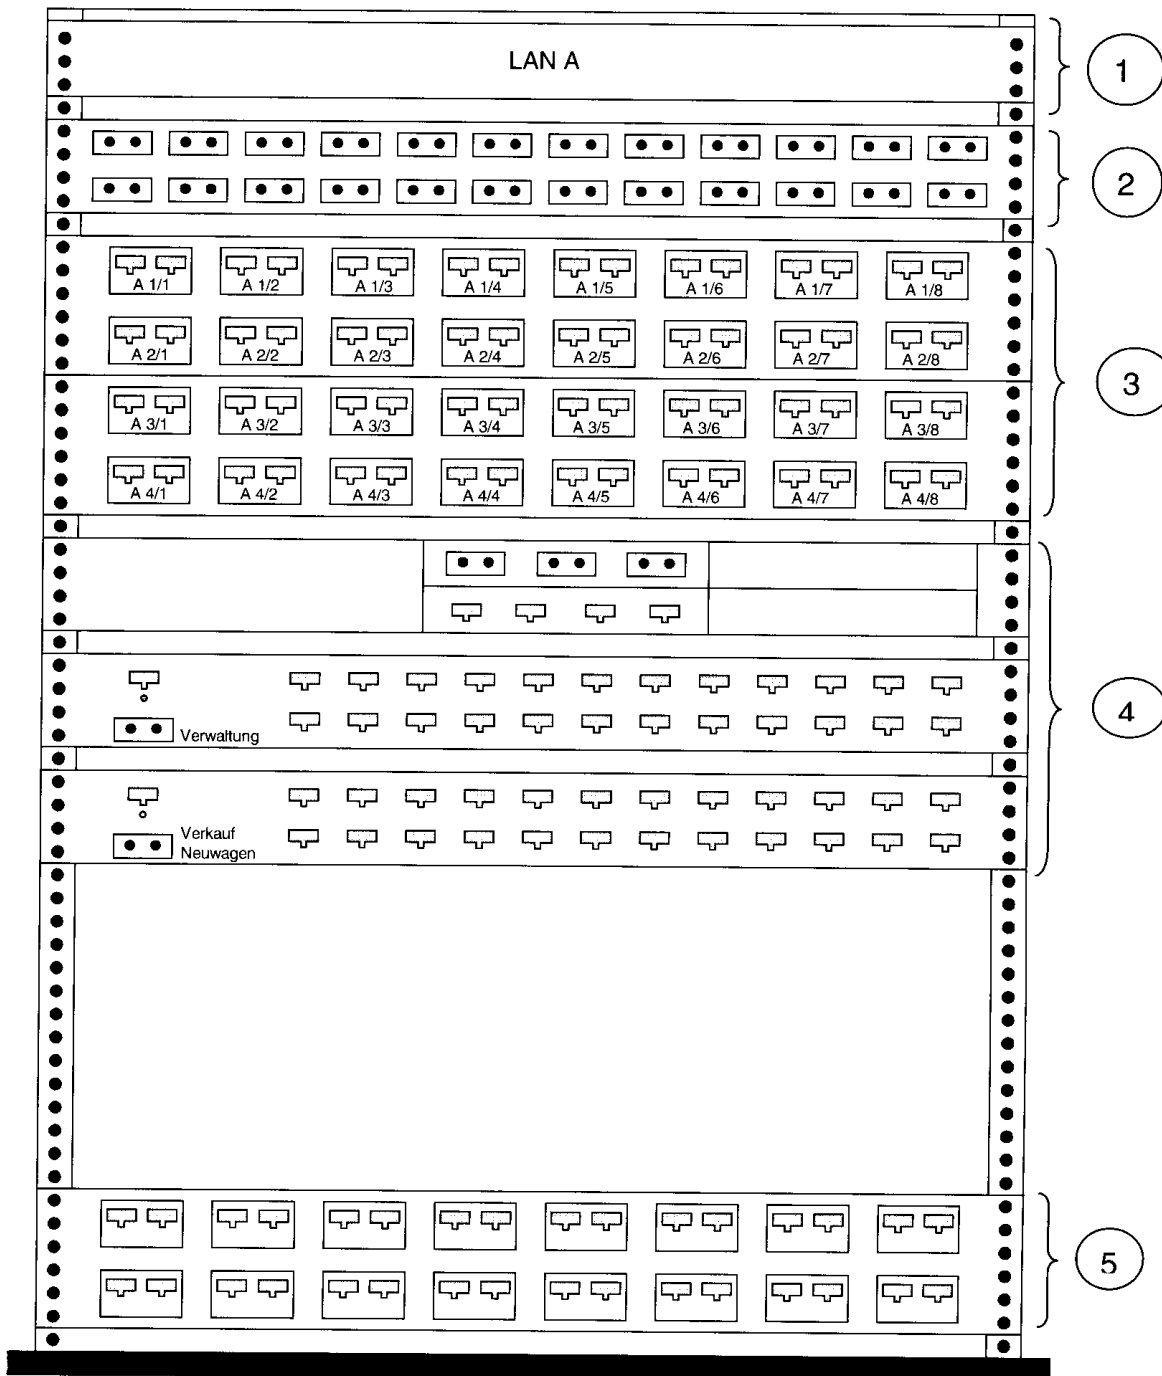 LAN A
1
2
A 1/1 A 1/2 A 1/3 A 1/4 A 1/5 A 1/6 A 1/7 A 1/8
A 2/1 A 2/2 A 2/3 A 2/4 A 2/5 A 2/6 A 2/7 A 2/8
3
A 3/1 A 3/2 A 3/3 A 3/4 A 3/5 A 3/6 A 3/7 A 3/8
A 4/1 A 4/2 A 4/3 A 4/4 A 4/5 A 4/6 A 4/7 A 4/8
4
Verwaltung
Verkauf
Neuwagen
5